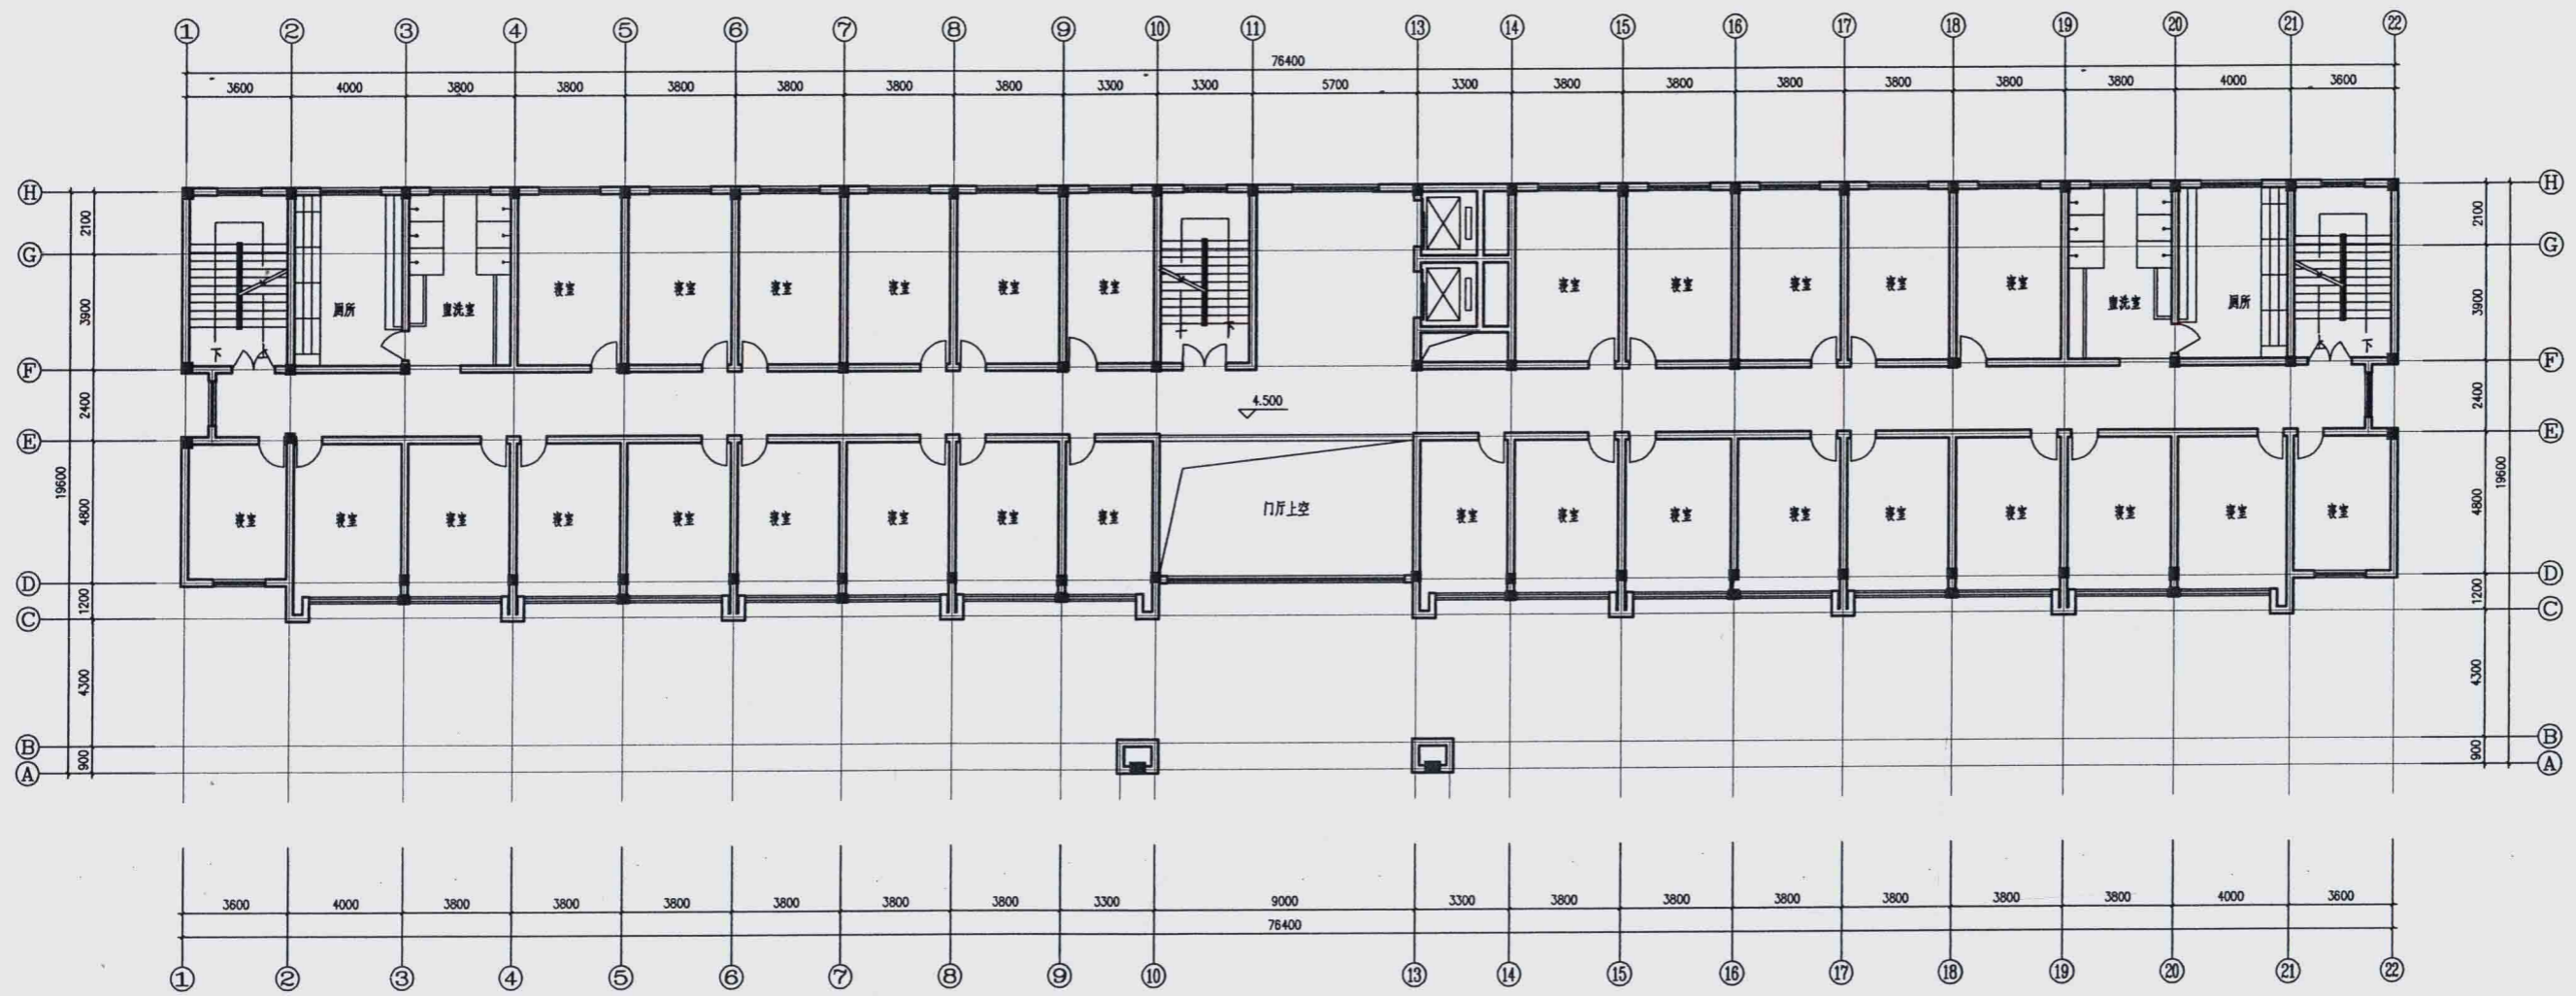 ① ② ③ ④ ⑤ ⑥ ⑦ ⑧ ⑨ ⑩ ⑪ ⑬ ⑭ ⑮ ⑯ ⑰ ⑱ ⑲ ⑳ ㉑ ㉒
76400
3600 4000 3800 3800 3800 3800 3800 3800 3300 3300 5700 3300 3800 3800 3800 3800 3800 3800 4000 3600
Ⓗ Ⓗ
2100 2100
Ⓖ Ⓖ
寝室 寝室 寝室 寝室 寝室 寝室 寝室 寝室 寝室 寝室 寝室
3900 厕所 盥洗室 盥洗室 厕所 3900
下 上 上 下 上 下
Ⓕ Ⓕ
2400 4.500 2400
Ⓔ Ⓔ
19600 19600
4800 寝室 寝室 寝室 寝室 寝室 寝室 寝室 寝室 寝室 门厅上空 寝室 寝室 寝室 寝室 寝室 寝室 寝室 寝室 寝室 4800
Ⓓ Ⓓ
1200 1200
Ⓒ Ⓒ
4300 4300
Ⓑ Ⓑ
900 900
Ⓐ Ⓐ
3600 4000 3800 3800 3800 3800 3800 3800 3300 9000 3300 3800 3800 3800 3800 3800 3800 4000 3600
76400
① ② ③ ④ ⑤ ⑥ ⑦ ⑧ ⑨ ⑩ ⑬ ⑭ ⑮ ⑯ ⑰ ⑱ ⑲ ⑳ ㉑ ㉒